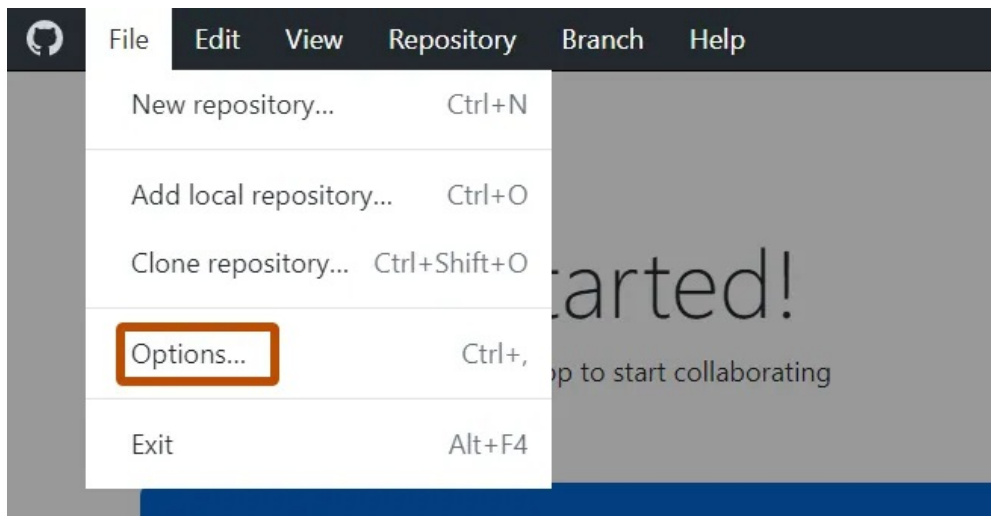 File Edit View Repository Branch Help
New repository... Ctrl+N
Add local repository... Ctrl+O
Clone repository... Ctrl+Shift+O
arted!
Options... Ctrl+,
to start collaborating
Exit Alt+F4